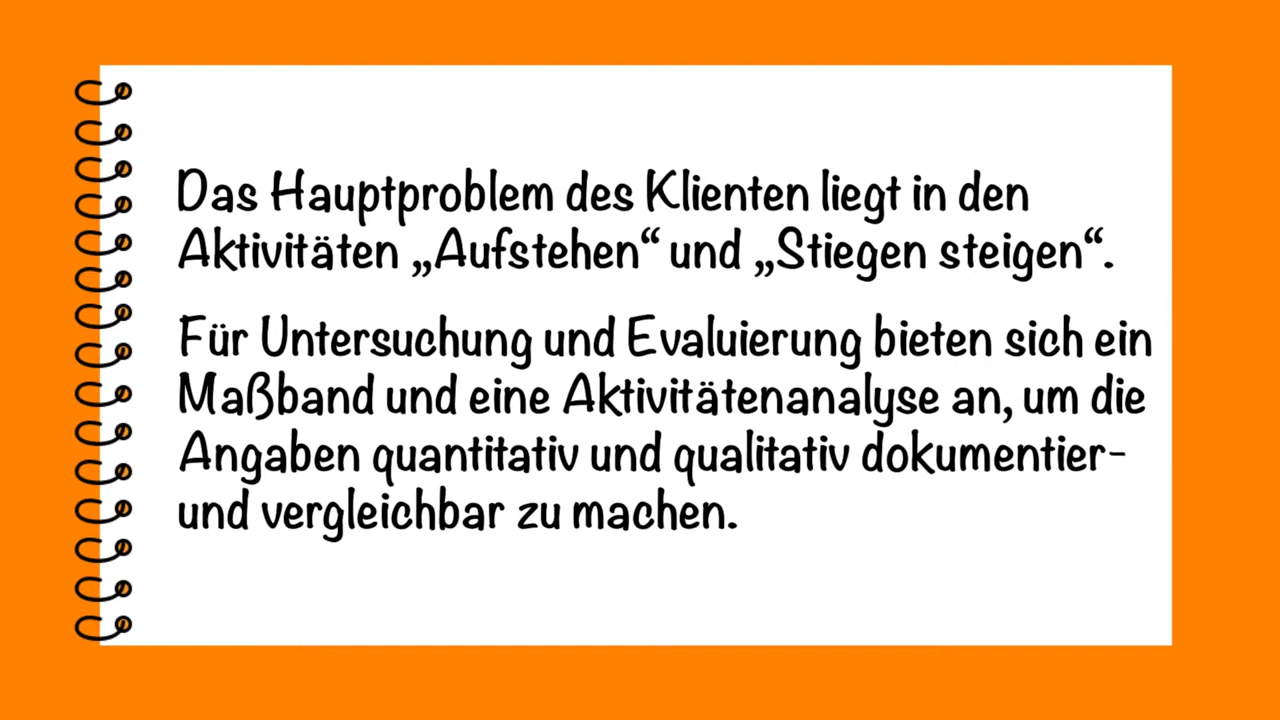 Das Hauptproblem des Klienten liegt in den
Aktivitäten „Aufstehen“ und „Stiegen steigen“.
Für Untersuchung und Evaluierung bieten sich ein
Maßband und eine Aktivitätenanalyse an, um die
Angaben quantitativ und qualitativ dokumentier-
und vergleichbar zu machen.